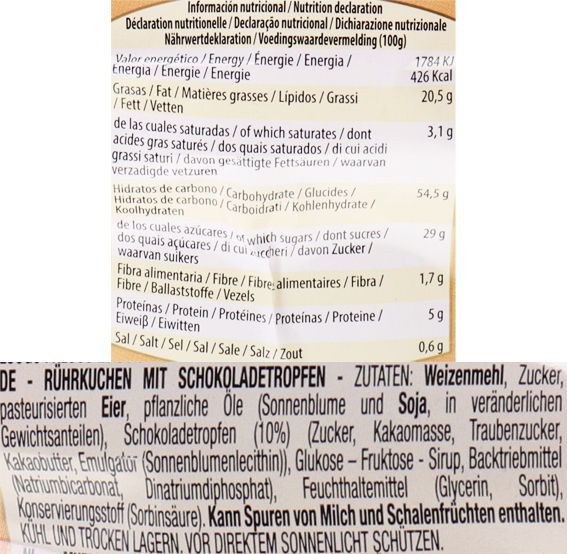 Información nutricional / Nutrition declaration
Déclaration nutritionelle / Declaração nutricional / Dichiarazione nutrizionale
Nährwertdeklaration / Voedingswaardevermelding (100g)
Valor energético / Energy / Énergie / Energia / 1784 KJ
Energia / Energie / Energie 426 Kcal
Grasas / Fat / Matières grasses / Lípidos / Grassi 20,5 g
/ Fett / Vetten
de las cuales saturadas / of which saturates / dont 3,1 g
acides gras saturés / dos quais saturados / di cui acidi
grassi saturi / davon gesättigte Fettsäuren / waarvan
verzadigde vetzuren
Hidratos de carbono / Carbohydrate / Glucides / 54,5 g
Hidratos de carbono / Carboidrati / Kohlenhydrate /
Koolhydraten
de los cuales azúcares / of which sugars / dont sucres / 29 g
dos quais açucares / di cui zuccheri / davon Zucker /
waarvan suikers
Fibra alimentaria / Fibre / Fibres alimentaires / Fibra / 1,7 g
Fibre / Ballaststoffe / Vezels
Proteínas / Protein / Protéines / Proteínas / Proteine / 5 g
Eiweiβ / Eiwitten
Sal / Salt / Sel / Sal / Sale / Salz / Zout 0,6 g
DE - RÜHRKUCHEN MIT SCHOKOLADETROPFEN - ZUTATEN: Weizenmehl, Zucker,
pasteurisierten Eier, pflanzliche Öle (Sonnenblume und Soja, in veränderlichen
Gewichtsanteilen), Schokoladetropfen (10%) (Zucker, Kakaomasse, Traubenzucker,
Kakaobutter, Emulgator (Sonnenblumenlecithin)), Glukose – Fruktose - Sirup, Backtriebmittel
(Natriumbicarbonat, Dinatriumdiphosphat), Feuchthaltemittel (Glycerin, Sorbit),
Konservierungsstoff (Sorbinsäure). Kann Spuren von Milch und Schalenfrüchten enthalten.
KÜHL UND TROCKEN LAGERN. VOR DIREKTEM SONNENLICHT SCHÜTZEN.